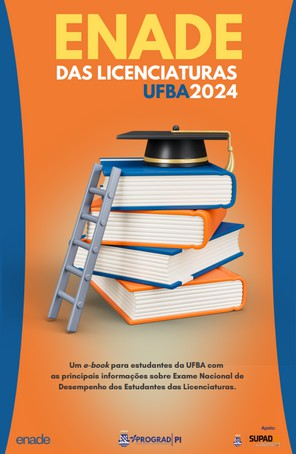 ENADE
DAS LICENCIATURAS
UFBA2024
Um e-book para estudantes da UFBA com
as principais informações sobre Exame Nacional de
Desempenho dos Estudantes das Licenciaturas.
Apoio:
enade
PROGRAD|PI
SUPAD